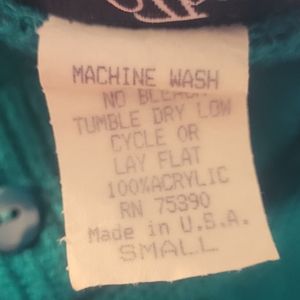 MACHINE WASH
NO BLEACH
TUMBLE DRY LOW
CYCLE OR
LAY FLAT
100%ACRYLIC
RN 75390
Made in U.S.A.
SMALL